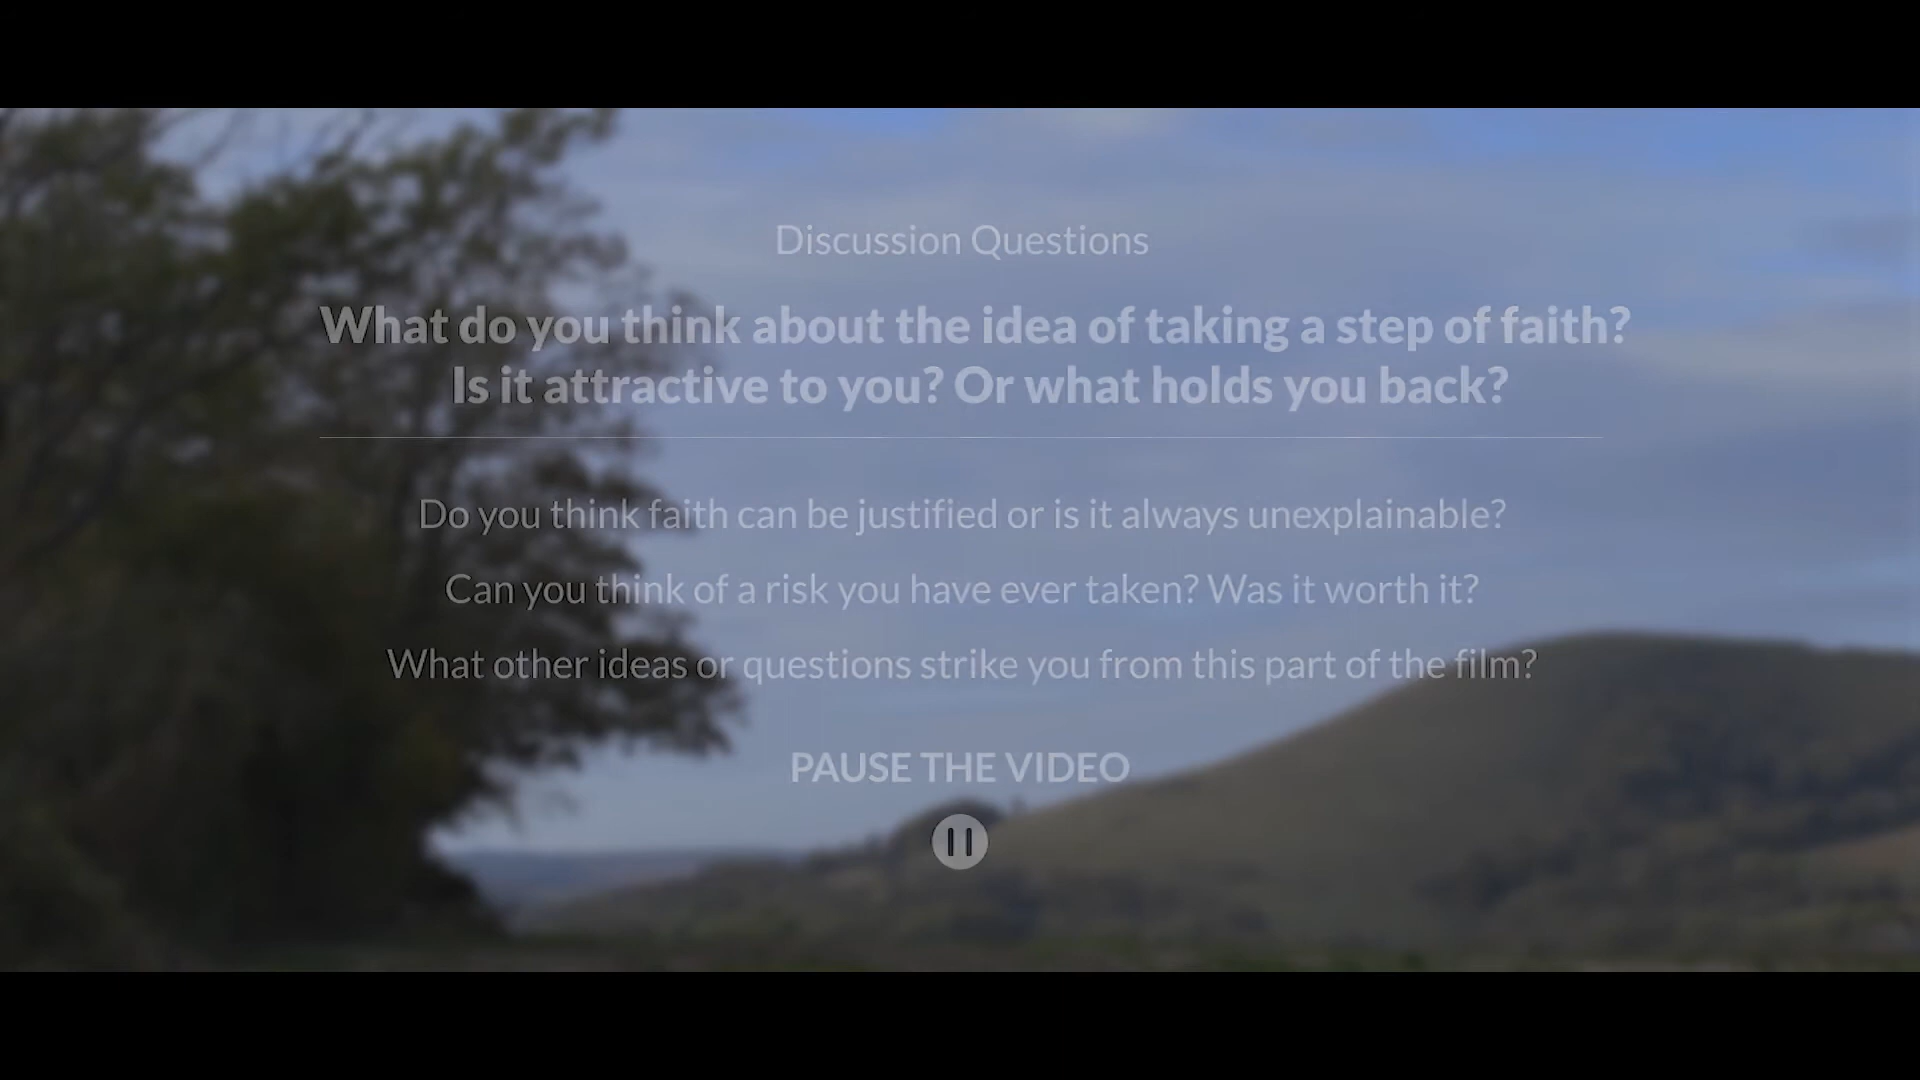 Discussion Questions
What do you think about the idea of taking a step of faith?
Is it attractive to you? Or what holds you back?
Do you think faith can be justified or is it always unexplainable?
Can you think of a risk you have ever taken? Was it worth it?
What other ideas or questions strike you from this part of the film?
PAUSE THE VIDEO